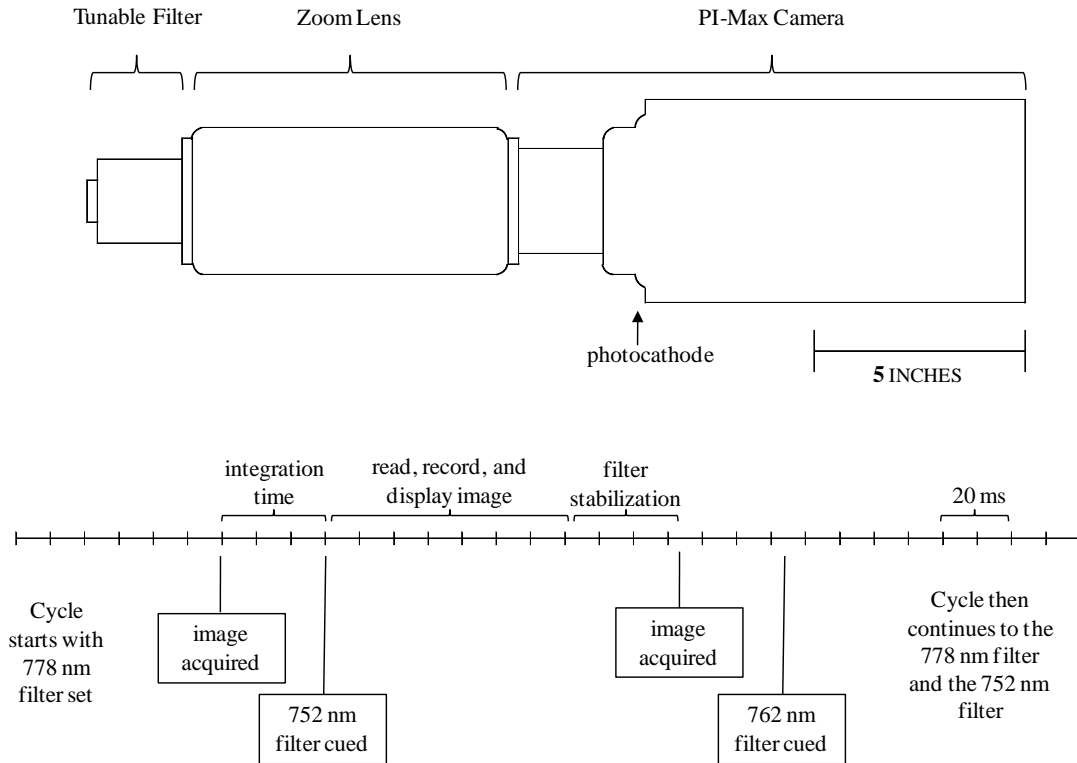 Tunable Filter
Zoom Lens
PI-Max Camera
photocathode
5 INCHES
integration
time
read, record, and
display image
filter
stabilization
20 ms
Cycle
starts with
778 nm
filter set
image
acquired
752 nm
filter cued
image
acquired
762 nm
filter cued
Cycle then
continues to the
778 nm filter
and the 752 nm
filter